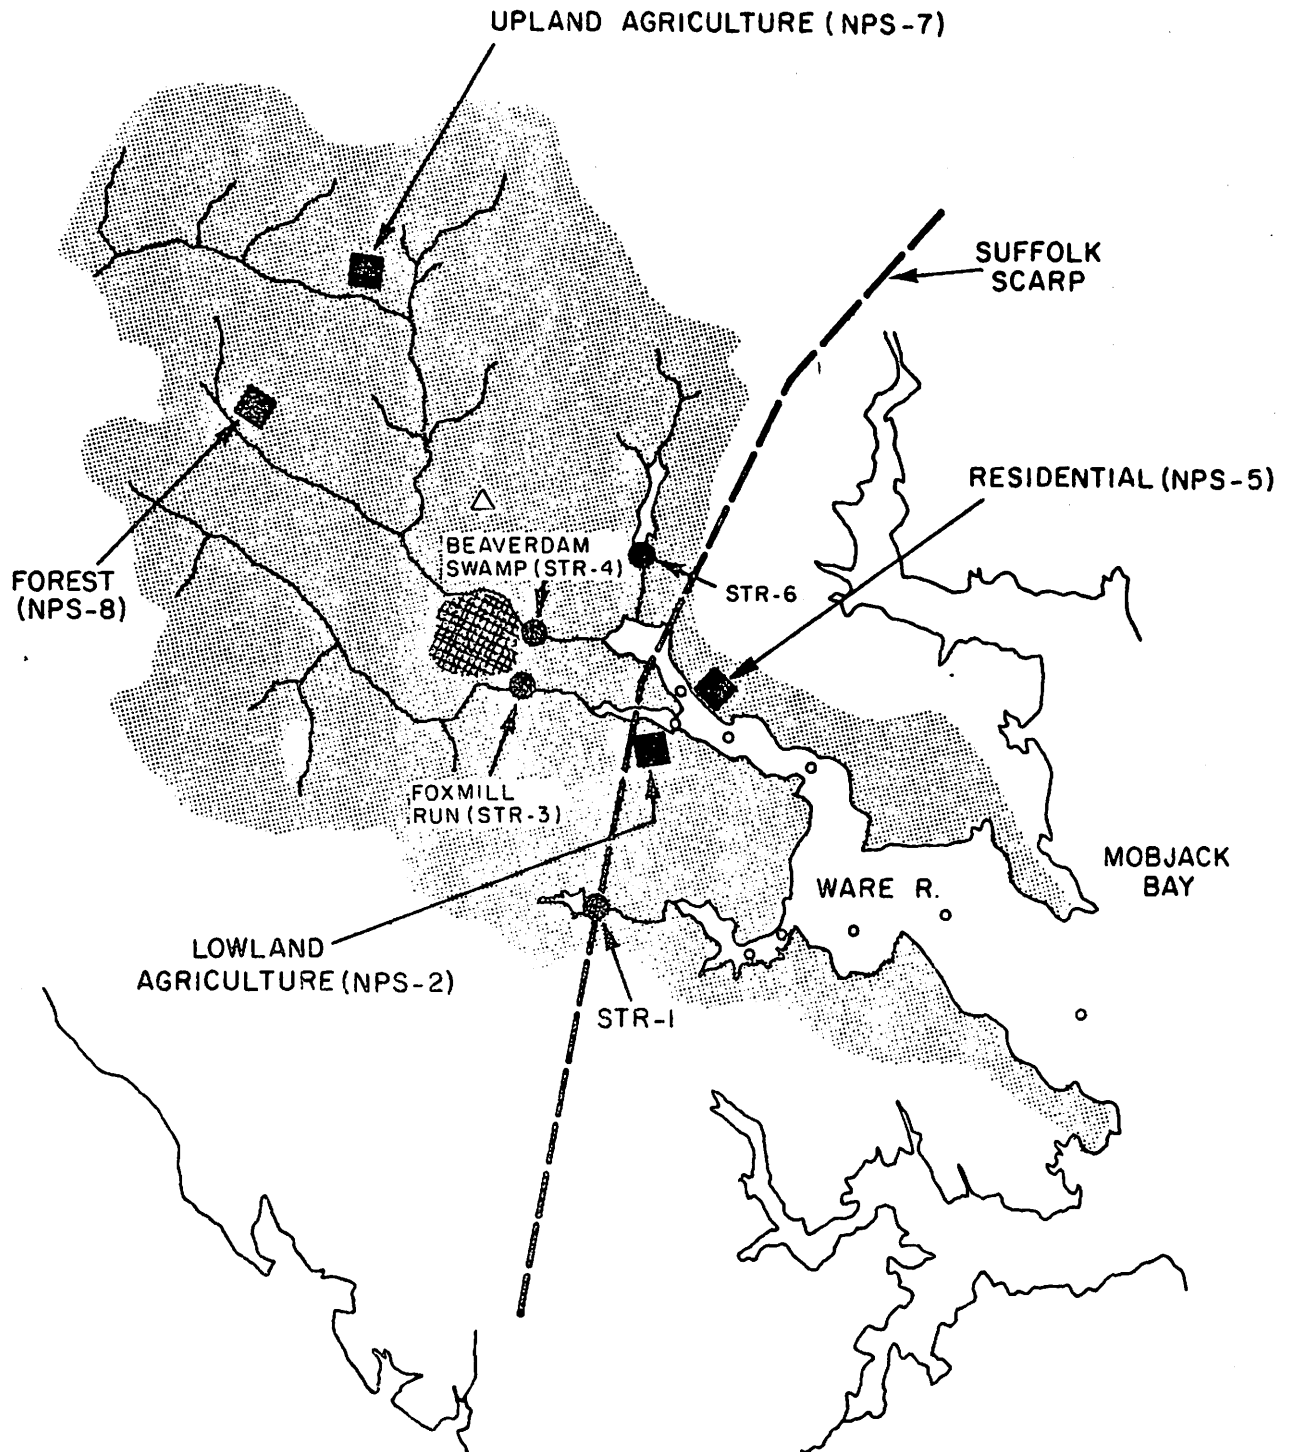 UPLAND AGRICULTURE (NPS-7)
SUFFOLK
SCARP
RESIDENTIAL (NPS-5)
BEAVERDAM
SWAMP (STR-4)
STR-6
FOREST
(NPS-8)
FOXMILL
RUN (STR-3)
MOBJACK
BAY
WARE R.
LOWLAND
AGRICULTURE (NPS-2)
STR-1